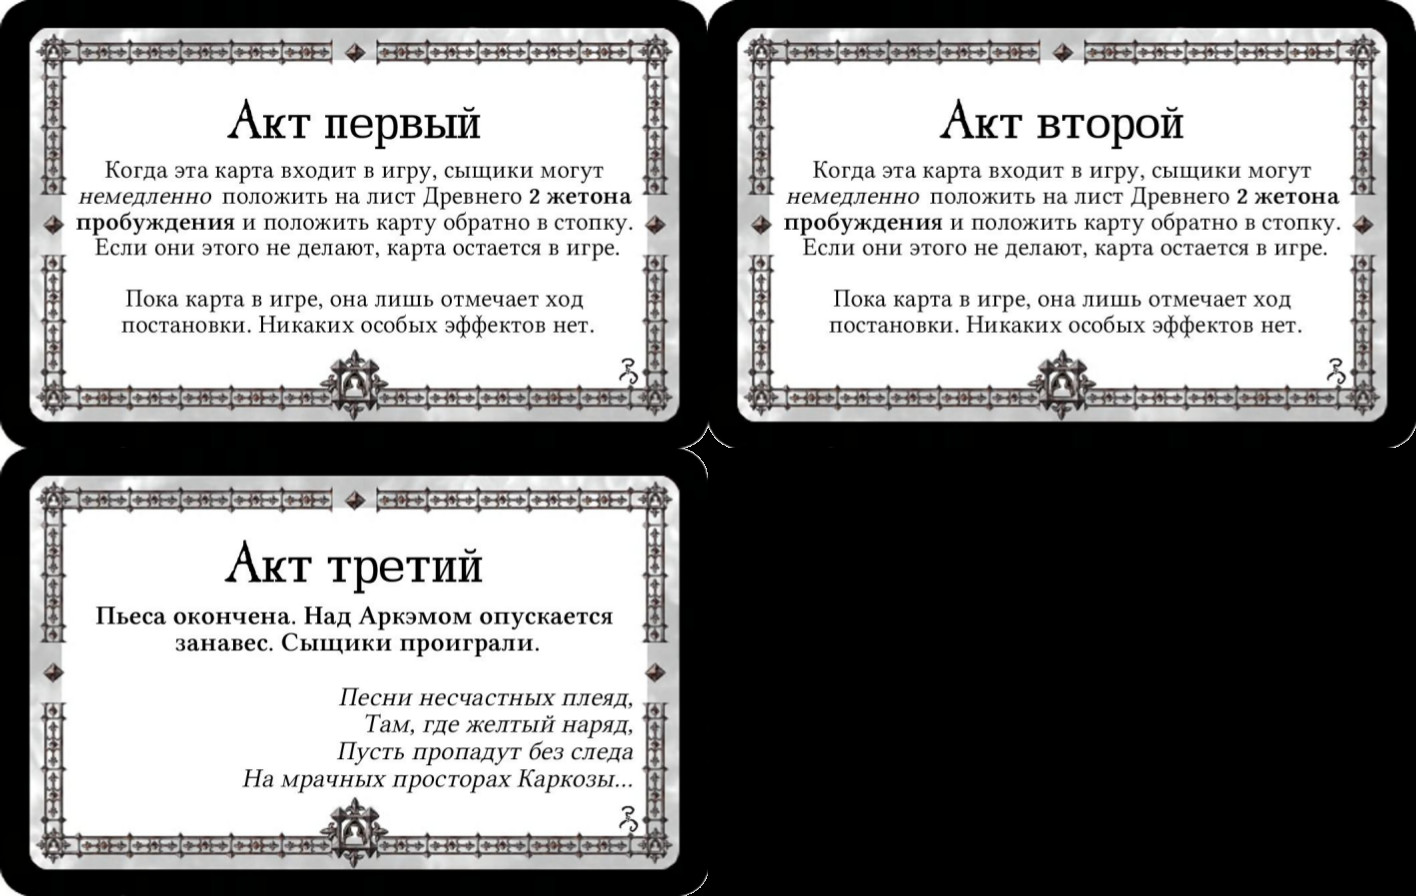 Акт первый
Когда эта карта входит в игру, сыщики могут
немедленно положить на лист Древнего 2 жетона
пробуждения и положить карту обратно в стопку.
Если они этого не делают, карта остается в игре.
Пока карта в игре, она лишь отмечает ход
постановки. Никаких особых эффектов нет.
Акт второй
Когда эта карта входит в игру, сыщики могут
немедленно положить на лист Древнего 2 жетона
пробуждения и положить карту обратно в стопку.
Если они этого не делают, карта остается в игре.
Пока карта в игре, она лишь отмечает ход
постановки. Никаких особых эффектов нет.
Акт третий
Пьеса окончена. Над Аркэмом опускается
занавес. Сыщики проиграли.
Песни несчастных плеяд,
Там, где желтый наряд,
Пусть пропадут без следа
На мрачных просторах Каркозы...